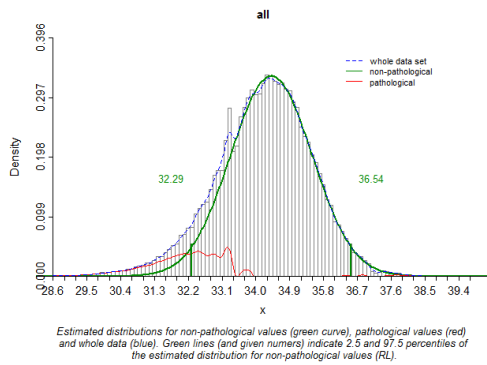 all
0.396
whole data set
non-pathological
pathological
0.297
Density
0.198
32.29
36.54
0.099
0.000
28.6 29.5 30.4 31.3 32.2 33.1 34.0 34.9 35.8 36.7 37.6 38.5 39.4
x
Estimated distributions for non-pathological values (green curve), pathological values (red)
and whole data (blue). Green lines (and given numers) indicate 2.5 and 97.5 percentiles of
the estimated distribution for non-pathological values (RL).